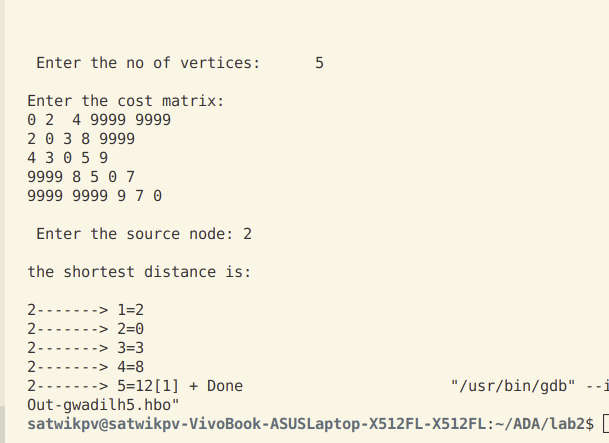 Enter the no of vertices:      5
Enter the cost matrix:
0 2  4 9999 9999
2 0 3 8 9999
4 3 0 5 9
9999 8 5 0 7
9999 9999 9 7 0
Enter the source node: 2
the shortest distance is:
2-------> 1=2
2-------> 2=0
2-------> 3=3
2-------> 4=8
2-------> 5=12[1] + Done                       "/usr/bin/gdb" --i
Out-gwadilh5.hbo"
satwikpv@satwikpv-VivoBook-ASUSLaptop-X512FL-X512FL:~/ADA/lab2$